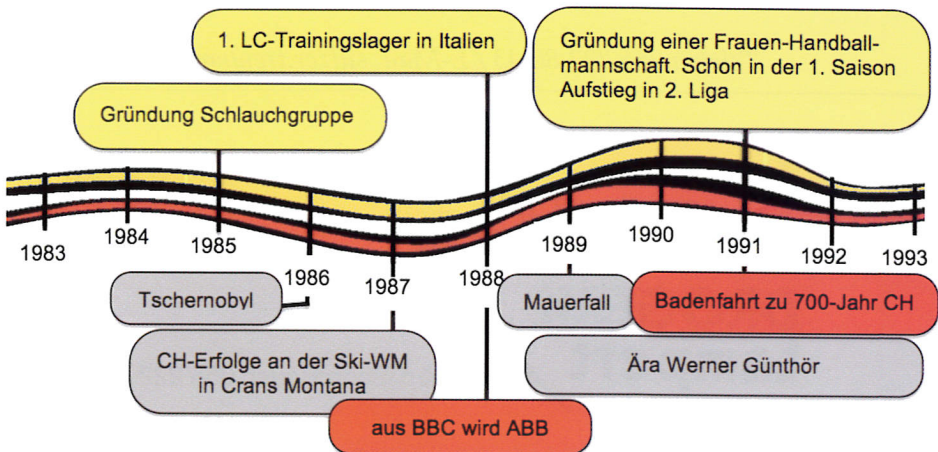 1. LC-Trainingslager in Italien
Gründung einer Frauen-Handball-
mannschaft. Schon in der 1. Saison
Aufstieg in 2. Liga
Gründung Schlauchgruppe
1983
1984
1985
1986
1987
1988
1989
1990
1991
1992
1993
Tschernobyl
Mauerfall
Badenfahrt zu 700-Jahr CH
CH-Erfolge an der Ski-WM
in Crans Montana
Ära Werner Günthör
aus BBC wird ABB